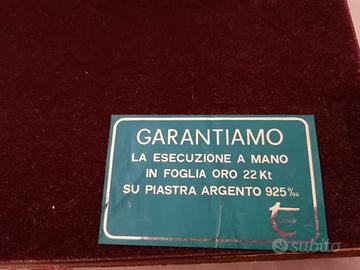 GARANTIAMO
LA ESECUZIONE A MANO
IN FOGLIA ORO 22 Kt
SU PIASTRA ARGENTO 925‰
subito